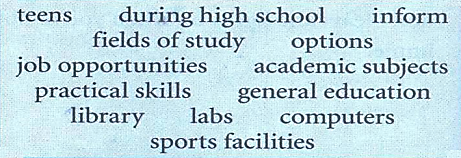 teens during high school inform
fields of study options
job opportunities academic subjects
practical skills general education
library labs computers
sports facilities